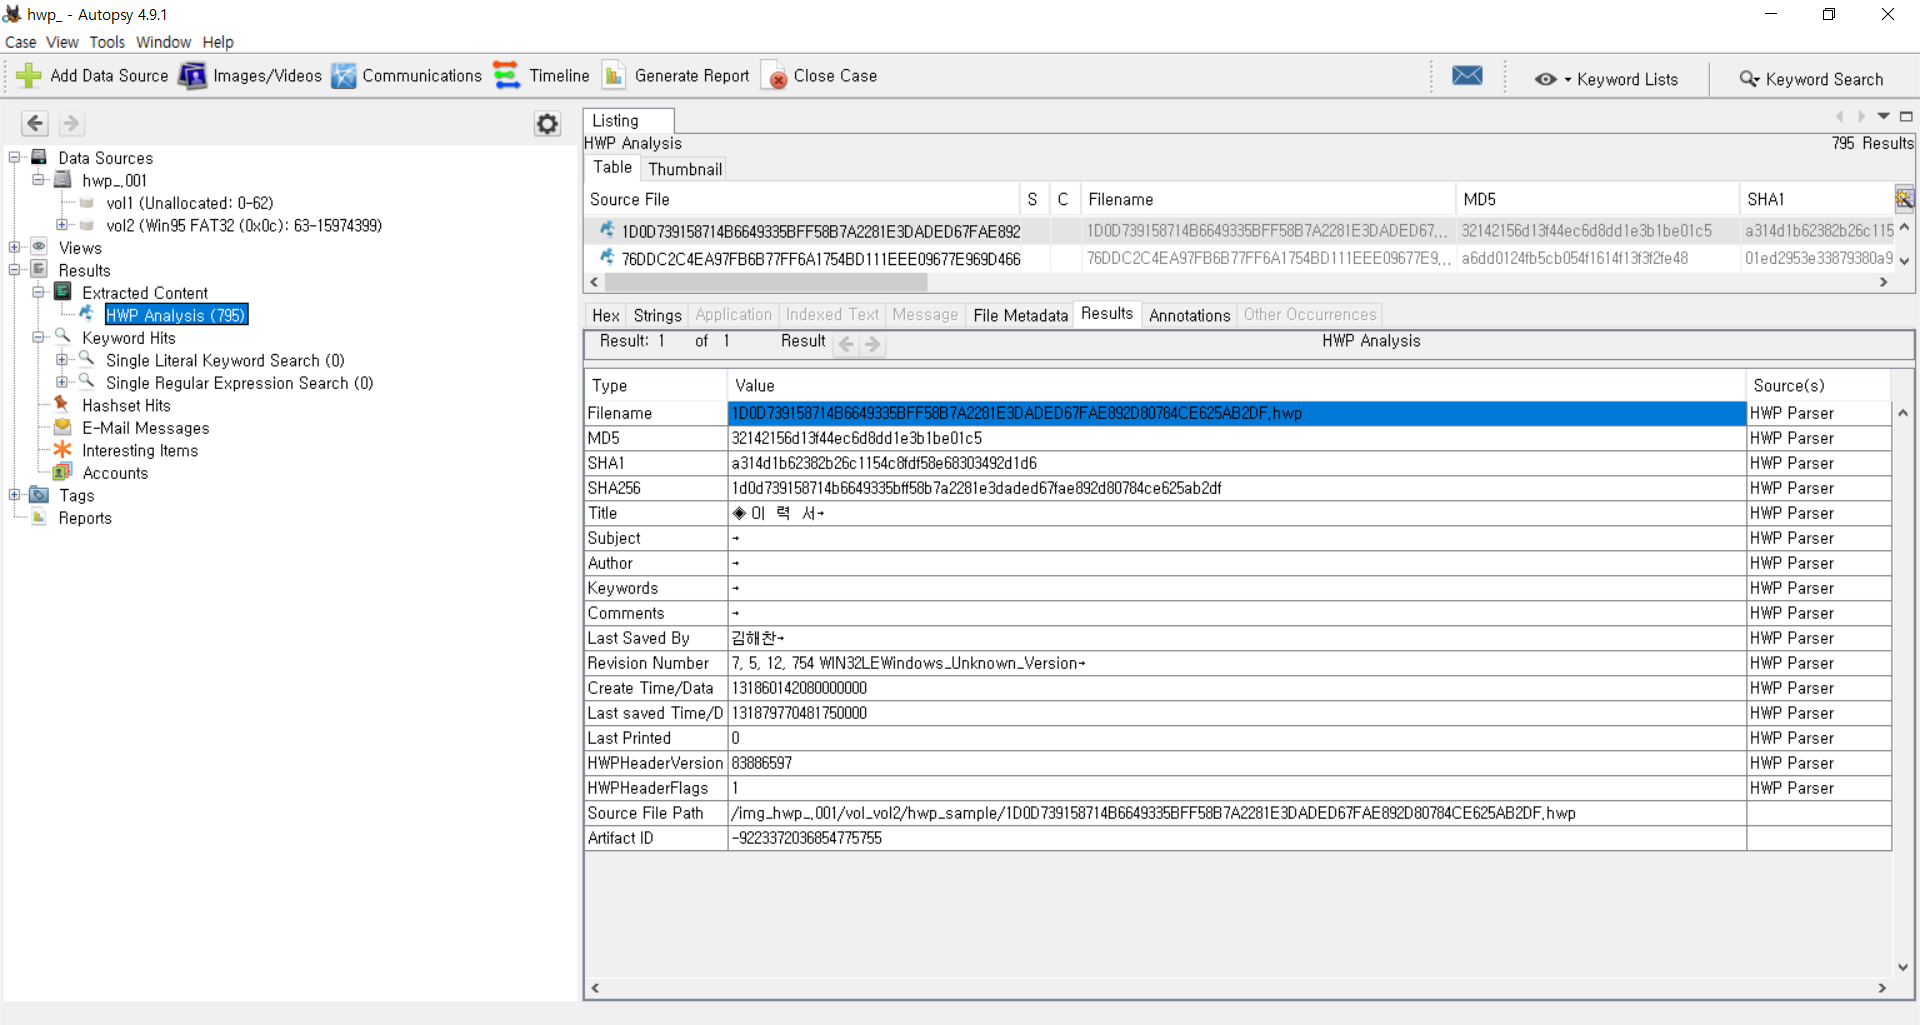 hwp_ - Autopsy 4.9.1
Case View Tools Window Help
Add Data Source Images/Videos Communications Timeline Generate Report Close Case Keyword Lists Keyword Search
Data Sources
hwp_.001
vol1 (Unallocated: 0-62)
vol2 (Win95 FAT32 (0x0c): 63-15974399)
Views
Results
Extracted Content
HWP Analysis (795)
Keyword Hits
Single Literal Keyword Search (0)
Single Regular Expression Search (0)
Hashset Hits
E-Mail Messages
Interesting Items
Accounts
Tags
Reports
Listing
HWP Analysis 795 Results
Table Thumbnail
Source File S C Filename MD5 SHA1
1D0D739158714B6649335BFF58B7A2281E3DADED67FAE892 1D0D739158714B6649335BFF58B7A2281E3DADED67... 32142156d13f44ec6d8dd1e3b1be01c5 a314d1b62382b26c115
76DDC2C4EA97FB6B77FF6A1754BD111EEE09677E969D466 76DDC2C4EA97FB6B77FF6A1754BD111EEE09677E9... a6dd0124fb5cb054f1614f13f3f2fe48 01ed2953e33879380a9
Hex Strings Application Indexed Text Message File Metadata Results Annotations Other Occurrences
Result: 1 of 1 Result HWP Analysis
Type Value Source(s)
Filename 1D0D739158714B6649335BFF58B7A2281E3DADED67FAE892D80784CE625AB2DF.hwp HWP Parser
MD5 32142156d13f44ec6d8dd1e3b1be01c5 HWP Parser
SHA1 a314d1b62382b26c1154c8fdf58e68303492d1d6 HWP Parser
SHA256 1d0d739158714b6649335bff58b7a2281e3daded67fae892d80784ce625ab2df HWP Parser
Title ◈ 이 력 서→ HWP Parser
Subject → HWP Parser
Author → HWP Parser
Keywords → HWP Parser
Comments → HWP Parser
Last Saved By 김해찬→ HWP Parser
Revision Number 7, 5, 12, 754 WIN32LEWindows_Unknown_Version→ HWP Parser
Create Time/Data 131860142080000000 HWP Parser
Last saved Time/D 131879770481750000 HWP Parser
Last Printed 0 HWP Parser
HWPHeaderVersion 83886597 HWP Parser
HWPHeaderFlags 1 HWP Parser
Source File Path /img_hwp_.001/vol_vol2/hwp_sample/1D0D739158714B6649335BFF58B7A2281E3DADED67FAE892D80784CE625AB2DF.hwp
Artifact ID -9223372036854775755